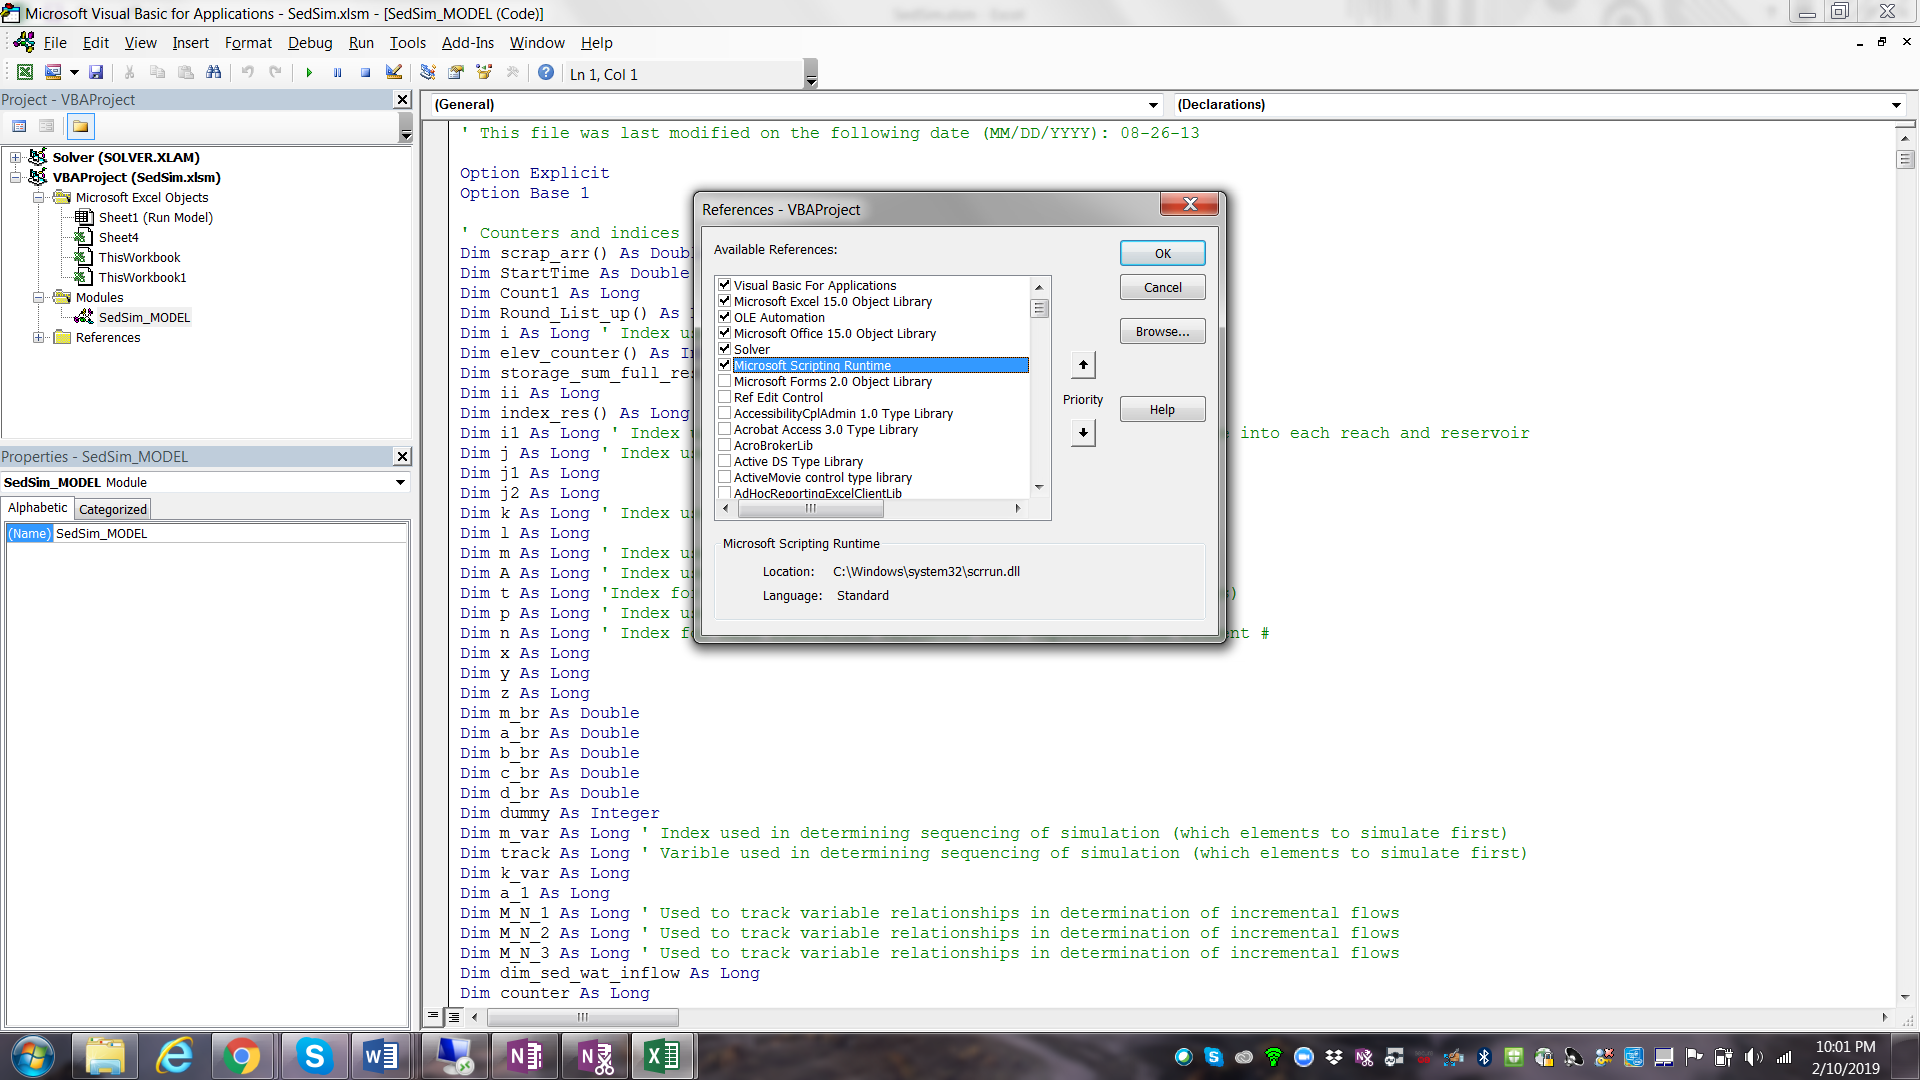 Microsoft Visual Basic for Applications - SedSim.xlsm - [SedSim_MODEL (Code)]
File Edit View Insert Format Debug Run Tools Add-Ins Window Help
Ln 1, Col 1
Project - VBAProject
Solver (SOLVER.XLAM)
VBAProject (SedSim.xlsm)
Microsoft Excel Objects
Sheet1 (Run Model)
Sheet4
ThisWorkbook
ThisWorkbook1
Modules
SedSim_MODEL
References
Properties - SedSim_MODEL
SedSim_MODEL Module
Alphabetic Categorized
(Name) SedSim_MODEL
(General) (Declarations)
' This file was last modified on the following date (MM/DD/YYYY): 08-26-13
Option Explicit
Option Base 1
' Counters and indices
Dim scrap_arr() As Doub
Dim StartTime As Double
Dim Count1 As Long
Dim Round_List_up() As
Dim i As Long ' Index us
Dim elev_counter() As I
Dim storage_sum_full_res
Dim ii As Long
Dim index_res() As Long
Dim i1 As Long ' Index u into each reach and reservoir
Dim j As Long ' Index us
Dim j1 As Long
Dim j2 As Long
Dim k As Long ' Index us
Dim l As Long
Dim m As Long ' Index us
Dim A As Long ' Index us
Dim t As Long 'Index fo )
Dim p As Long ' Index us
Dim n As Long ' Index f nt #
Dim x As Long
Dim y As Long
Dim z As Long
Dim m_br As Double
Dim a_br As Double
Dim b_br As Double
Dim c_br As Double
Dim d_br As Double
Dim dummy As Integer
Dim m_var As Long ' Index used in determining sequencing of simulation (which elements to simulate first)
Dim track As Long ' Varible used in determining sequencing of simulation (which elements to simulate first)
Dim k_var As Long
Dim a_1 As Long
Dim M_N_1 As Long ' Used to track variable relationships in determination of incremental flows
Dim M_N_2 As Long ' Used to track variable relationships in determination of incremental flows
Dim M_N_3 As Long ' Used to track variable relationships in determination of incremental flows
Dim dim_sed_wat_inflow As Long
Dim counter As Long
References - VBAProject
Available References:
Visual Basic For Applications
Microsoft Excel 15.0 Object Library
OLE Automation
Microsoft Office 15.0 Object Library
Solver
Microsoft Scripting Runtime
Microsoft Forms 2.0 Object Library
Ref Edit Control
AccessibilityCplAdmin 1.0 Type Library
Acrobat Access 3.0 Type Library
AcroBrokerLib
Active DS Type Library
ActiveMovie control type library
AdHocReportingExcelClientLib
OK
Cancel
Browse...
Priority
Help
Microsoft Scripting Runtime
Location: C:\Windows\system32\scrrun.dll
Language: Standard
10:01 PM
2/10/2019